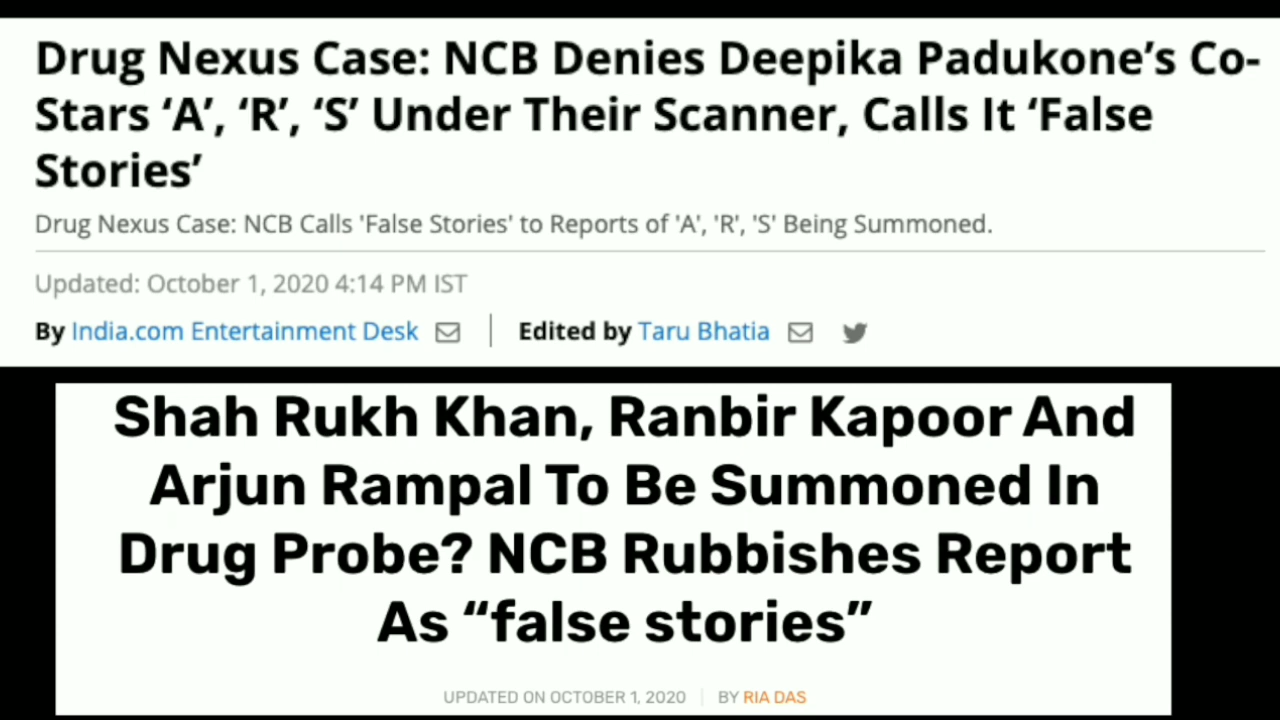 Drug Nexus Case: NCB Denies Deepika Padukone’s Co-
Stars ‘A’, ‘R’, ‘S’ Under Their Scanner, Calls It ‘False
Stories’
Drug Nexus Case: NCB Calls 'False Stories' to Reports of 'A', 'R', 'S' Being Summoned.
Updated: October 1, 2020 4:14 PM IST
By India.com Entertainment Desk Edited by Taru Bhatia
Shah Rukh Khan, Ranbir Kapoor And
Arjun Rampal To Be Summoned In
Drug Probe? NCB Rubbishes Report
As “false stories”
UPDATED ON OCTOBER 1, 2020 | BY RIA DAS